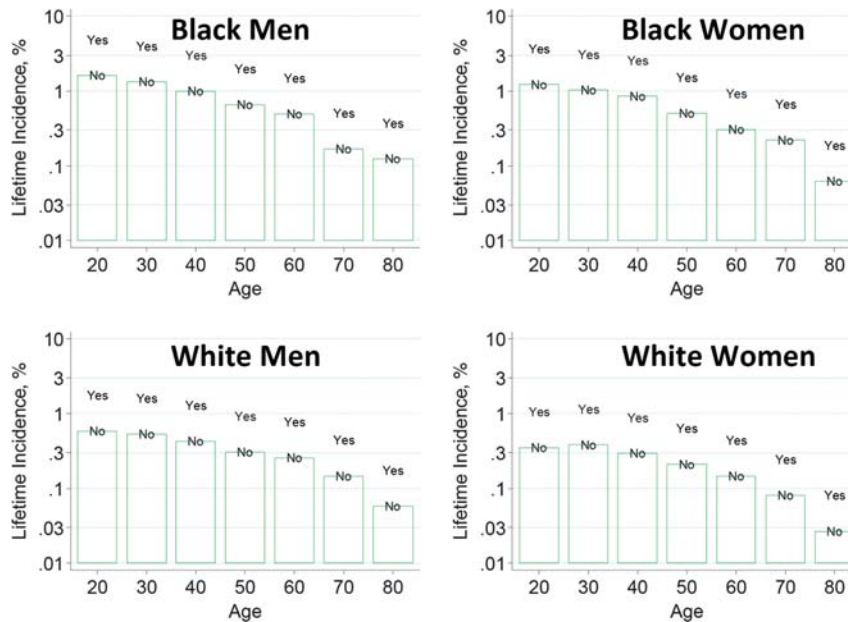 Black Men
Lifetime Incidence, %
10
3
1
.3
.1
.03
.01
Yes Yes Yes Yes Yes Yes Yes
No No No No No No No
20 30 40 50 60 70 80
Age
Black Women
Lifetime Incidence, %
10
3
1
.3
.1
.03
.01
Yes Yes Yes Yes Yes Yes Yes
No No No No No No No
20 30 40 50 60 70 80
Age
White Men
Lifetime Incidence, %
10
3
1
.3
.1
.03
.01
Yes Yes Yes Yes Yes Yes Yes
No No No No No No No
20 30 40 50 60 70 80
Age
White Women
Lifetime Incidence, %
10
3
1
.3
.1
.03
.01
Yes Yes Yes Yes Yes Yes Yes
No No No No No No No
20 30 40 50 60 70 80
Age